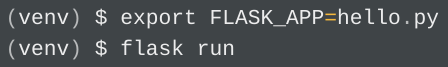 (venv) $ export FLASK_APP=hello.py
(venv) $ flask run